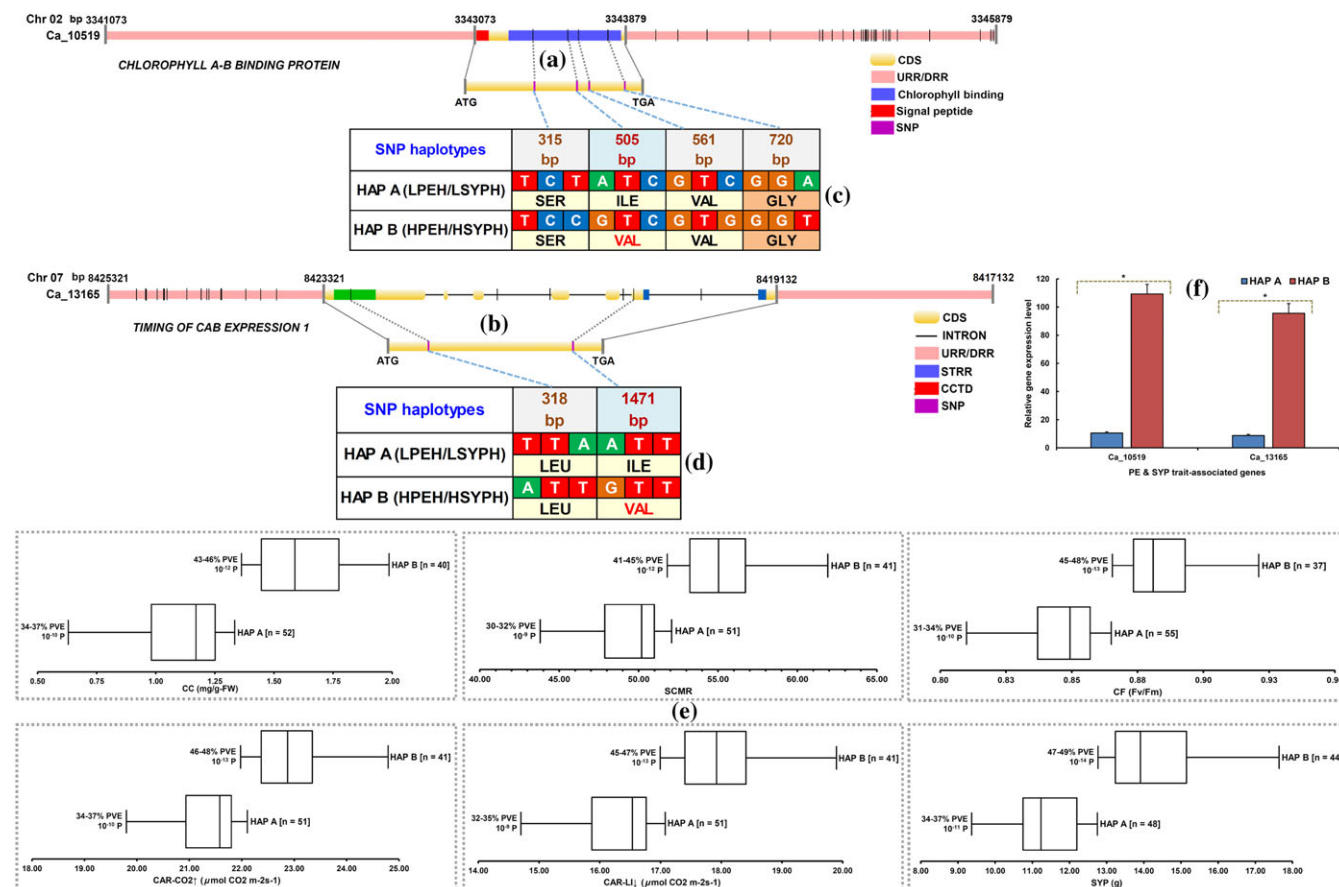 Chr 02 bp 3341073 3343073 3343879 3345879
Ca_10519
CHLOROPHYLL A-B BINDING PROTEIN
(a)
ATG TGA
CDS
URR/DRR
Chlorophyll binding
Signal peptide
SNP
SNP haplotypes 315 bp 505 bp 561 bp 720 bp
HAP A (LPEH/LSYPH) T C T A T C G T C G G A
SER ILE VAL GLY
(c)
HAP B (HPEH/HSYPH) T C C G T C G T G G G T
SER VAL VAL GLY
Chr 07 bp
8425321 8423321 8419132 8417132
Ca_13165
TIMING OF CAB EXPRESSION 1
(b)
ATG TGA
CDS
INTRON
URR/DRR
STRR
CCTD
SNP
SNP haplotypes 318 bp 1471 bp
HAP A (LPEH/LSYPH) T T A A T T
LEU ILE
(d)
HAP B (HPEH/HSYPH) A T T G T T
LEU VAL
(f)
HAP A HAP B
Relative gene expression level
120
100
80
60
40
20
0
* *
Ca_10519 Ca_13165
PE & SYP trait-associated genes
43-46% PVE
10-12 P
HAP B [n = 40]
34-37% PVE
10-10 P
HAP A [n = 52]
0.50 0.75 1.00 1.25 1.50 1.75 2.00
CC (mg/g-FW)
41-45% PVE
10-12 P
HAP B [n = 41]
30-32% PVE
10-9 P
HAP A [n = 51]
40.00 45.00 50.00 55.00 60.00 65.00
SCMR
45-48% PVE
10-13 P
HAP B [n = 37]
31-34% PVE
10-10 P
HAP A [n = 55]
0.80 0.83 0.85 0.88 0.90 0.93 0.9
CF (Fv/Fm)
(e)
46-48% PVE
10-13 P
HAP B [n = 41]
34-37% PVE
10-10 P
HAP A [n = 51]
18.00 19.00 20.00 21.00 22.00 23.00 24.00 25.00
CAR-CO2↑ (μmol CO2 m-2s-1)
45-47% PVE
10-13 P
HAP B [n = 41]
32-35% PVE
10-9 P
HAP A [n = 51]
14.00 15.00 16.00 17.00 18.00 19.00 20.00
CAR-LI↓ (μmol CO2 m-2s-1)
47-49% PVE
10-14 P
HAP B [n = 44
34-37% PVE
10-11 P
HAP A [n = 48]
8.00 9.00 10.00 11.00 12.00 13.00 14.00 15.00 16.00 17.00 18.00
SYP (g)